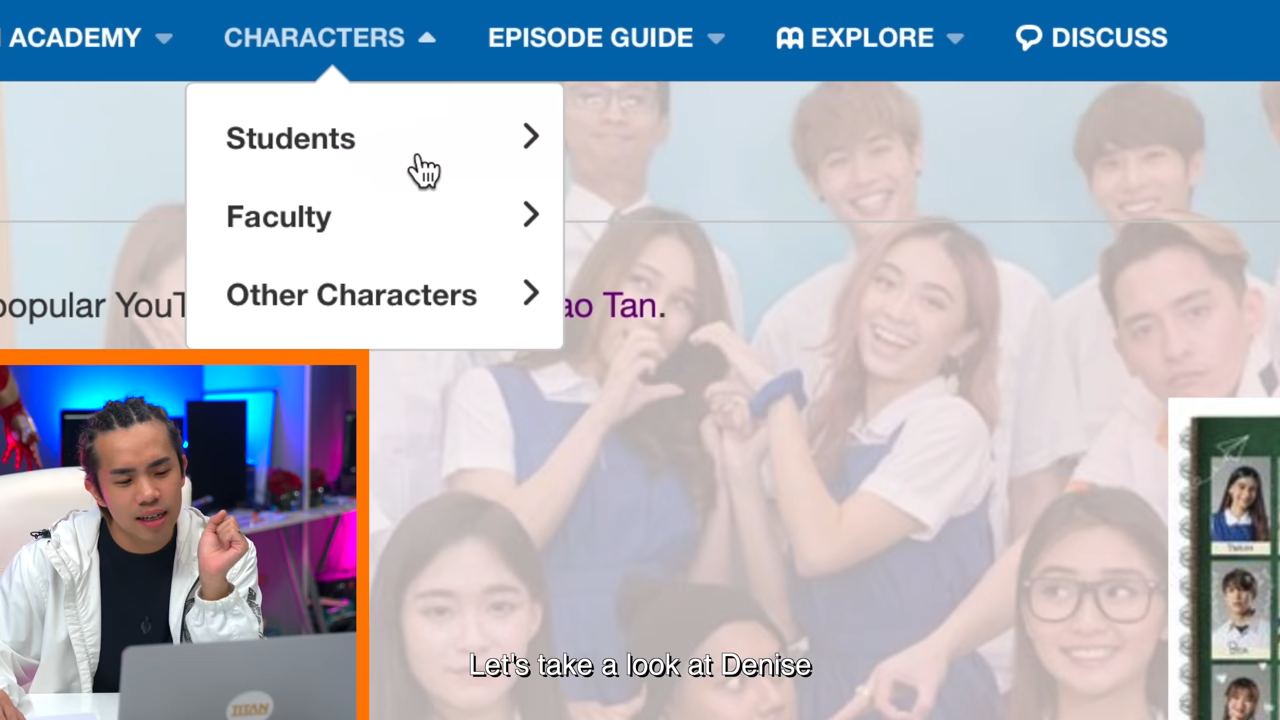 ACADEMY
CHARACTERS
EPISODE GUIDE
EXPLORE
DISCUSS
Students
Faculty
Other Characters
popular YouT
ao Tan.
TITAN
Let's take a look at Denise